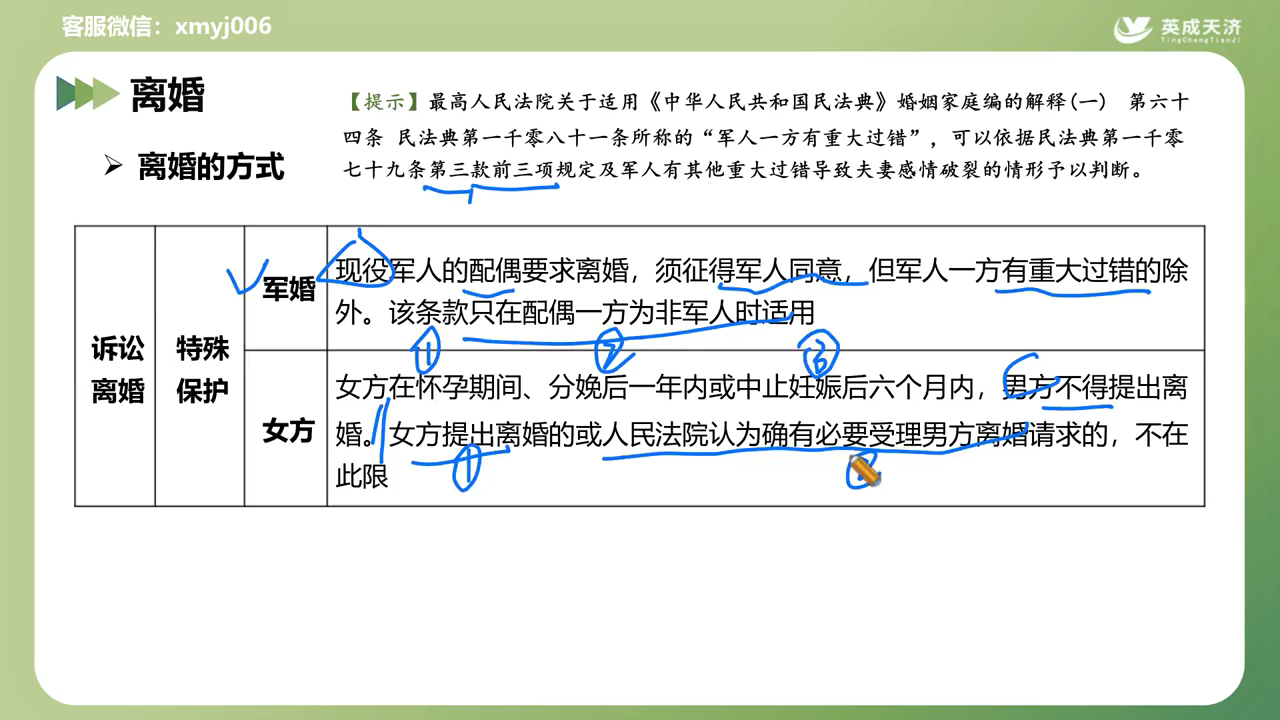 客服微信：xmyj006
英成天济
YingChengTianJi
离婚
离婚的方式
【提示】最高人民法院关于适用《中华人民共和国民法典》婚姻家庭编的解释(一) 第六十
四条 民法典第一千零八十一条所称的“军人一方有重大过错”，可以依据民法典第一千零
七十九条第三款前三项规定及军人有其他重大过错导致夫妻感情破裂的情形予以判断。
诉讼
离婚
特殊
保护
军婚
现役军人的配偶要求离婚，须征得军人同意，但军人一方有重大过错的除
外。该条款只在配偶一方为非军人时适用
① ② ③
女方
女方在怀孕期间、分娩后一年内或中止妊娠后六个月内，男方不得提出离
婚。女方提出离婚的或人民法院认为确有必要受理男方离婚请求的，不在
此限
①